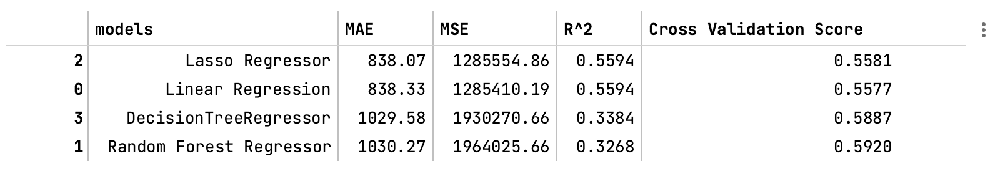 models MAE MSE R^2 Cross Validation Score
2 Lasso Regressor 838.07 1285554.86 0.5594 0.5581
0 Linear Regression 838.33 1285410.19 0.5594 0.5577
3 DecisionTreeRegressor 1029.58 1930270.66 0.3384 0.5887
1 Random Forest Regressor 1030.27 1964025.66 0.3268 0.5920